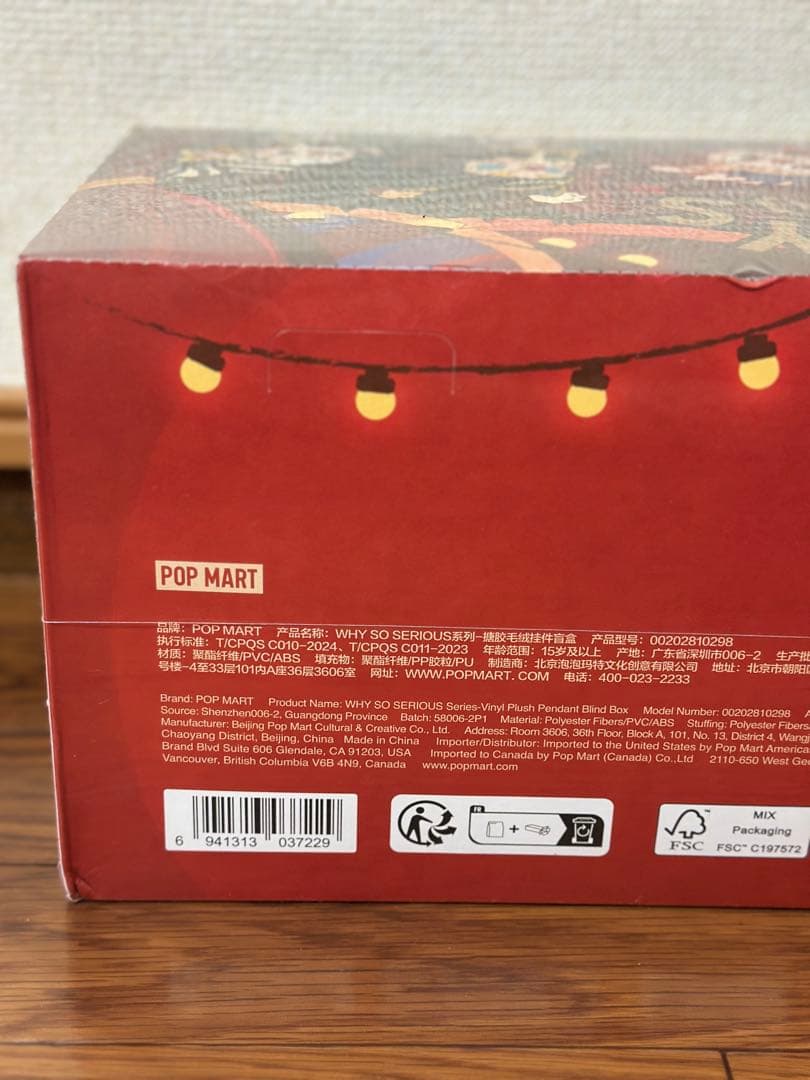 POP MART
品牌: POP MART 产品名称: WHY SO SERIOUS系列-搪胶毛绒挂件盲盒 产品型号: 00202810298
执行标准: T/CPQS C010-2024、T/CPQS C011-2023 年龄范围: 15岁及以上 产地: 广东省深圳市006-2 生产批
材质: 聚酯纤维/PVC/ABS 填充物: 聚酯纤维/PP胶粒/PU 制造商: 北京泡泡玛特文化创意有限公司 地址: 北京市朝阳区
号楼-4至33层101内A座36层3606室 网址: WWW.POPMART.COM 电话: 400-023-2233
Brand: POP MART Product Name: WHY SO SERIOUS Series-Vinyl Plush Pendant Blind Box Model Number: 00202810298
Source: Shenzhen006-2, Guangdong Province Batch: 58006-2P1 Material: Polyester Fibers/PVC/ABS Stuffing: Polyester Fibers
Manufacturer: Beijing Pop Mart Cultural & Creative Co., Ltd. Address: Room 3606, 36th Floor, Block A, 101, No. 13, District 4, Wangj
Chaoyang District, Beijing, China Made in China Importer/Distributor: Imported to the United States by Pop Mart American
Brand Blvd Suite 606 Glendale, CA 91203, USA Imported to Canada by Pop Mart (Canada) Co.,Ltd 2110-650 West Geo
Vancouver, British Columbia V6B 4N9, Canada www.popmart.com
6 941313 037229
FR
+
FSC™
MIX
Packaging
FSC™ C197572